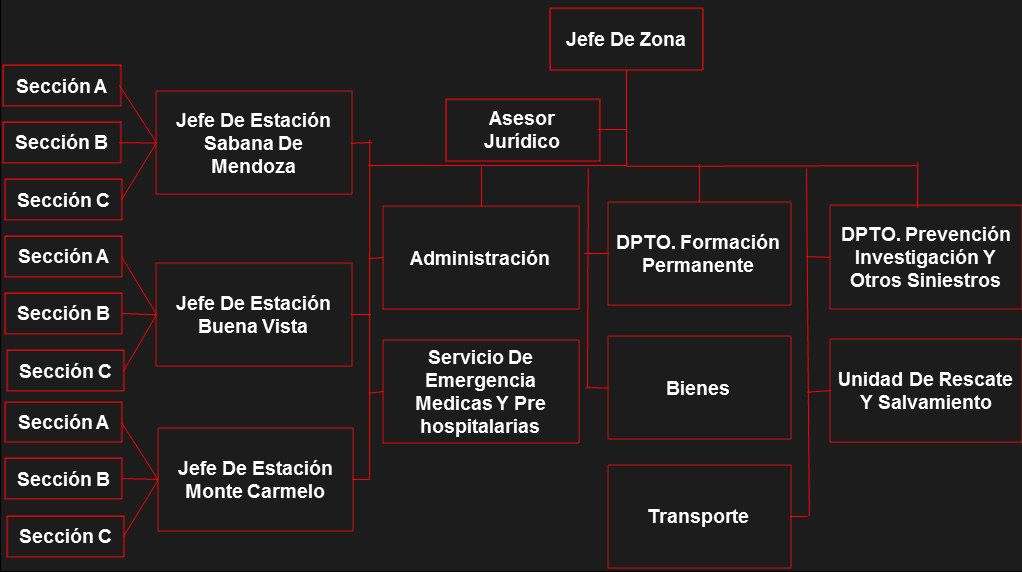 Jefe De Zona
Asesor
Jurídico
Sección A
Sección B
Sección C
Jefe De Estación
Sabana De
Mendoza
Sección A
Sección B
Sección C
Jefe De Estación
Buena Vista
Sección A
Sección B
Sección C
Jefe De Estación
Monte Carmelo
Administración
DPTO. Formación
Permanente
DPTO. Prevención
Investigación Y
Otros Siniestros
Servicio De
Emergencia
Medicas Y Pre
hospitalarias
Bienes
Unidad De Rescate
Y Salvamiento
Transporte